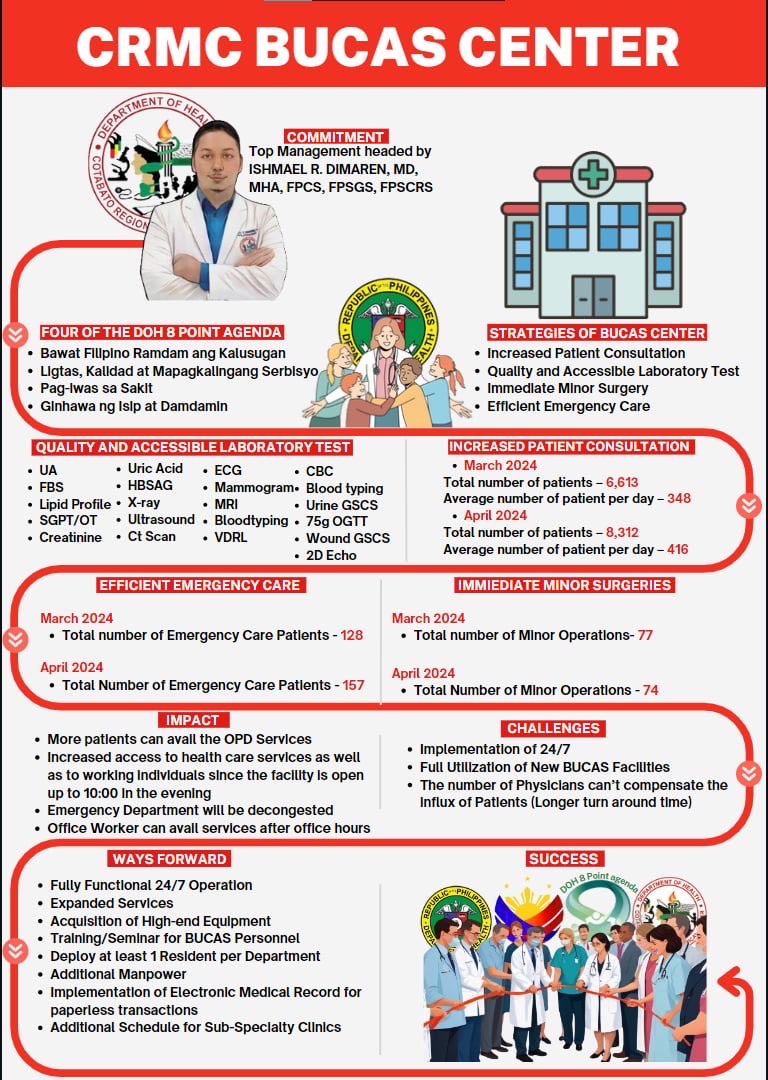 CRMC BUCAS CENTER
DEPARTMENT OF HEAL
COTABATO REGION
COMMITMENT
Top Management headed by
ISHMAEL R. DIMAREN, MD,
MHA, FPCS, FPSGS, FPSCRS
REPUBLIC OF THE PHILIPPINES
HEALTH
FOUR OF THE DOH 8 POINT AGENDA
• Bawat Filipino Ramdam ang Kalusugan
• Ligtas, Kalidad at Mapagkalingang Serbisyo
• Pag-iwas sa Sakit
• Ginhawa ng Isip at Damdamin
STRATEGIES OF BUCAS CENTER
• Increased Patient Consultation
• Quality and Accessible Laboratory Test
• Immediate Minor Surgery
• Efficient Emergency Care
QUALITY AND ACCESSIBLE LABORATORY TEST
• UA
• FBS
• Lipid Profile
• SGPT/OT
• Creatinine
• Uric Acid
• HBSAG
• X-ray
• Ultrasound
• Ct Scan
• ECG
• Mammogram
• MRI
• Bloodtyping
• VDRL
• CBC
• Blood typing
• Urine GSCS
• 75g OGTT
• Wound GSCS
• 2D Echo
INCREASED PATIENT CONSULTATION
• March 2024
Total number of patients – 6,613
Average number of patient per day – 348
• April 2024
Total number of patients – 8,312
Average number of patient per day – 416
EFFICIENT EMERGENCY CARE
March 2024
• Total number of Emergency Care Patients - 128
April 2024
• Total Number of Emergency Care Patients - 157
IMMIEDIATE MINOR SURGERIES
March 2024
• Total number of Minor Operations- 77
April 2024
• Total Number of Minor Operations - 74
IMPACT
• More patients can avail the OPD Services
• Increased access to health care services as well
as to working individuals since the facility is open
up to 10:00 in the evening
• Emergency Department will be decongested
• Office Worker can avail services after office hours
CHALLENGES
• Implementation of 24/7
• Full Utilization of New BUCAS Facilities
• The number of Physicians can't compensate the
Influx of Patients (Longer turn around time)
WAYS FORWARD
• Fully Functional 24/7 Operation
• Expanded Services
• Acquisition of High-end Equipment
• Training/Seminar for BUCAS Personnel
• Deploy at least 1 Resident per Department
• Additional Manpower
• Implementation of Electronic Medical Record for
paperless transactions
• Additional Schedule for Sub-Specialty Clinics
SUCCESS
DOH 8 Point agenda